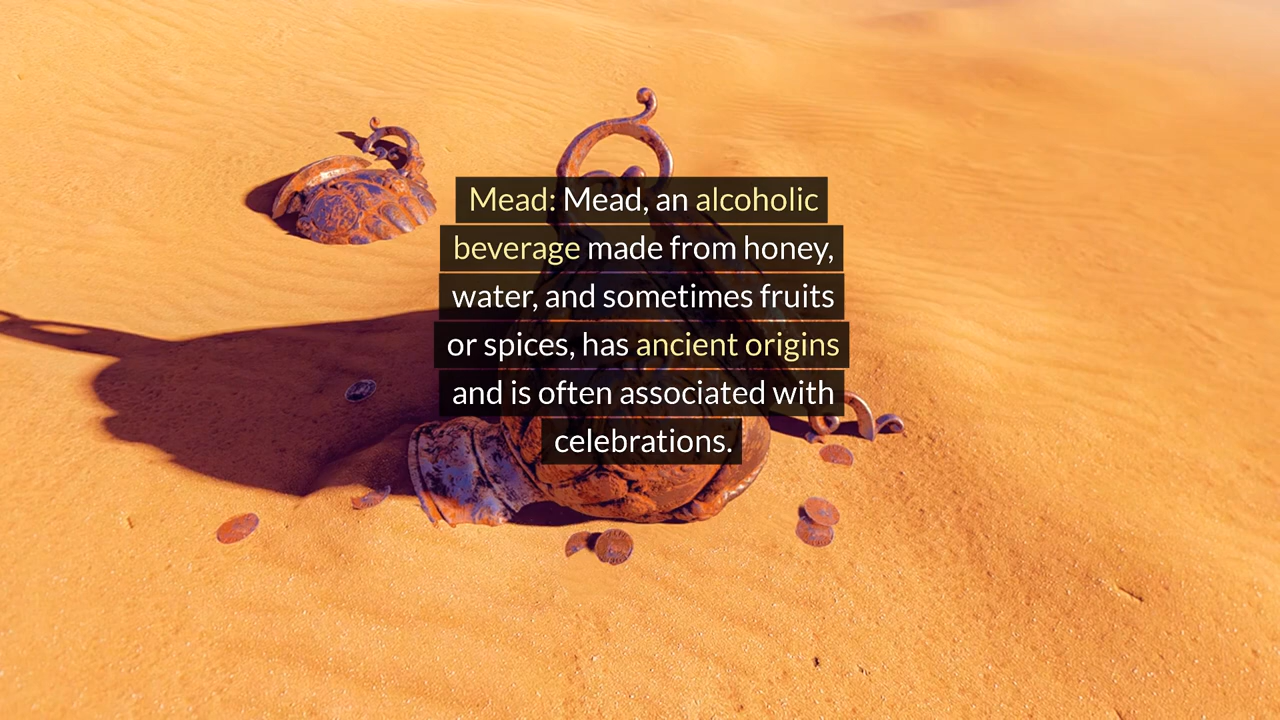 Mead: Mead, an alcoholic
beverage made from honey,
water, and sometimes fruits
or spices, has ancient origins
and is often associated with
celebrations.